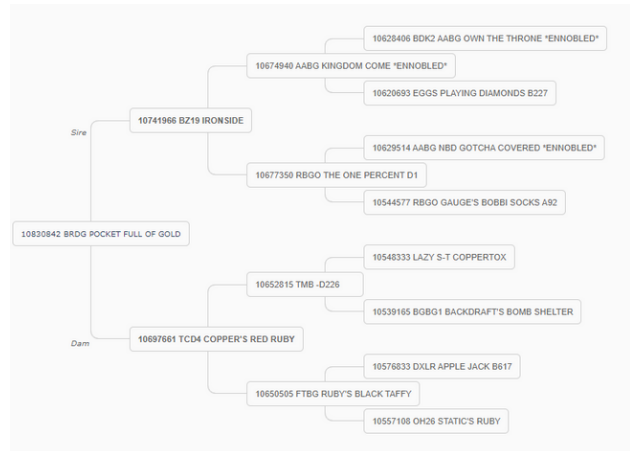 10628406 BDK2 AABG OWN THE THRONE *ENNOBLED*
10674940 AABG KINGDOM COME *ENNOBLED*
10620693 EGGS PLAYING DIAMONDS B227
10741966 BZ19 IRONSIDE
Sire
10629514 AABG NBD GOTCHA COVERED *ENNOBLED*
10677350 RBGO THE ONE PERCENT D1
10544577 RBGO GAUGE'S BOBBI SOCKS A92
10830842 BRDG POCKET FULL OF GOLD
10548333 LAZY S-T COPPERTOX
10652815 TMB -D226
10539165 BGBG1 BACKDRAFT'S BOMB SHELTER
10697661 TCD4 COPPER'S RED RUBY
Dam
10576833 DXLR APPLE JACK B617
10650505 FTBG RUBY'S BLACK TAFFY
10557108 OH26 STATIC'S RUBY